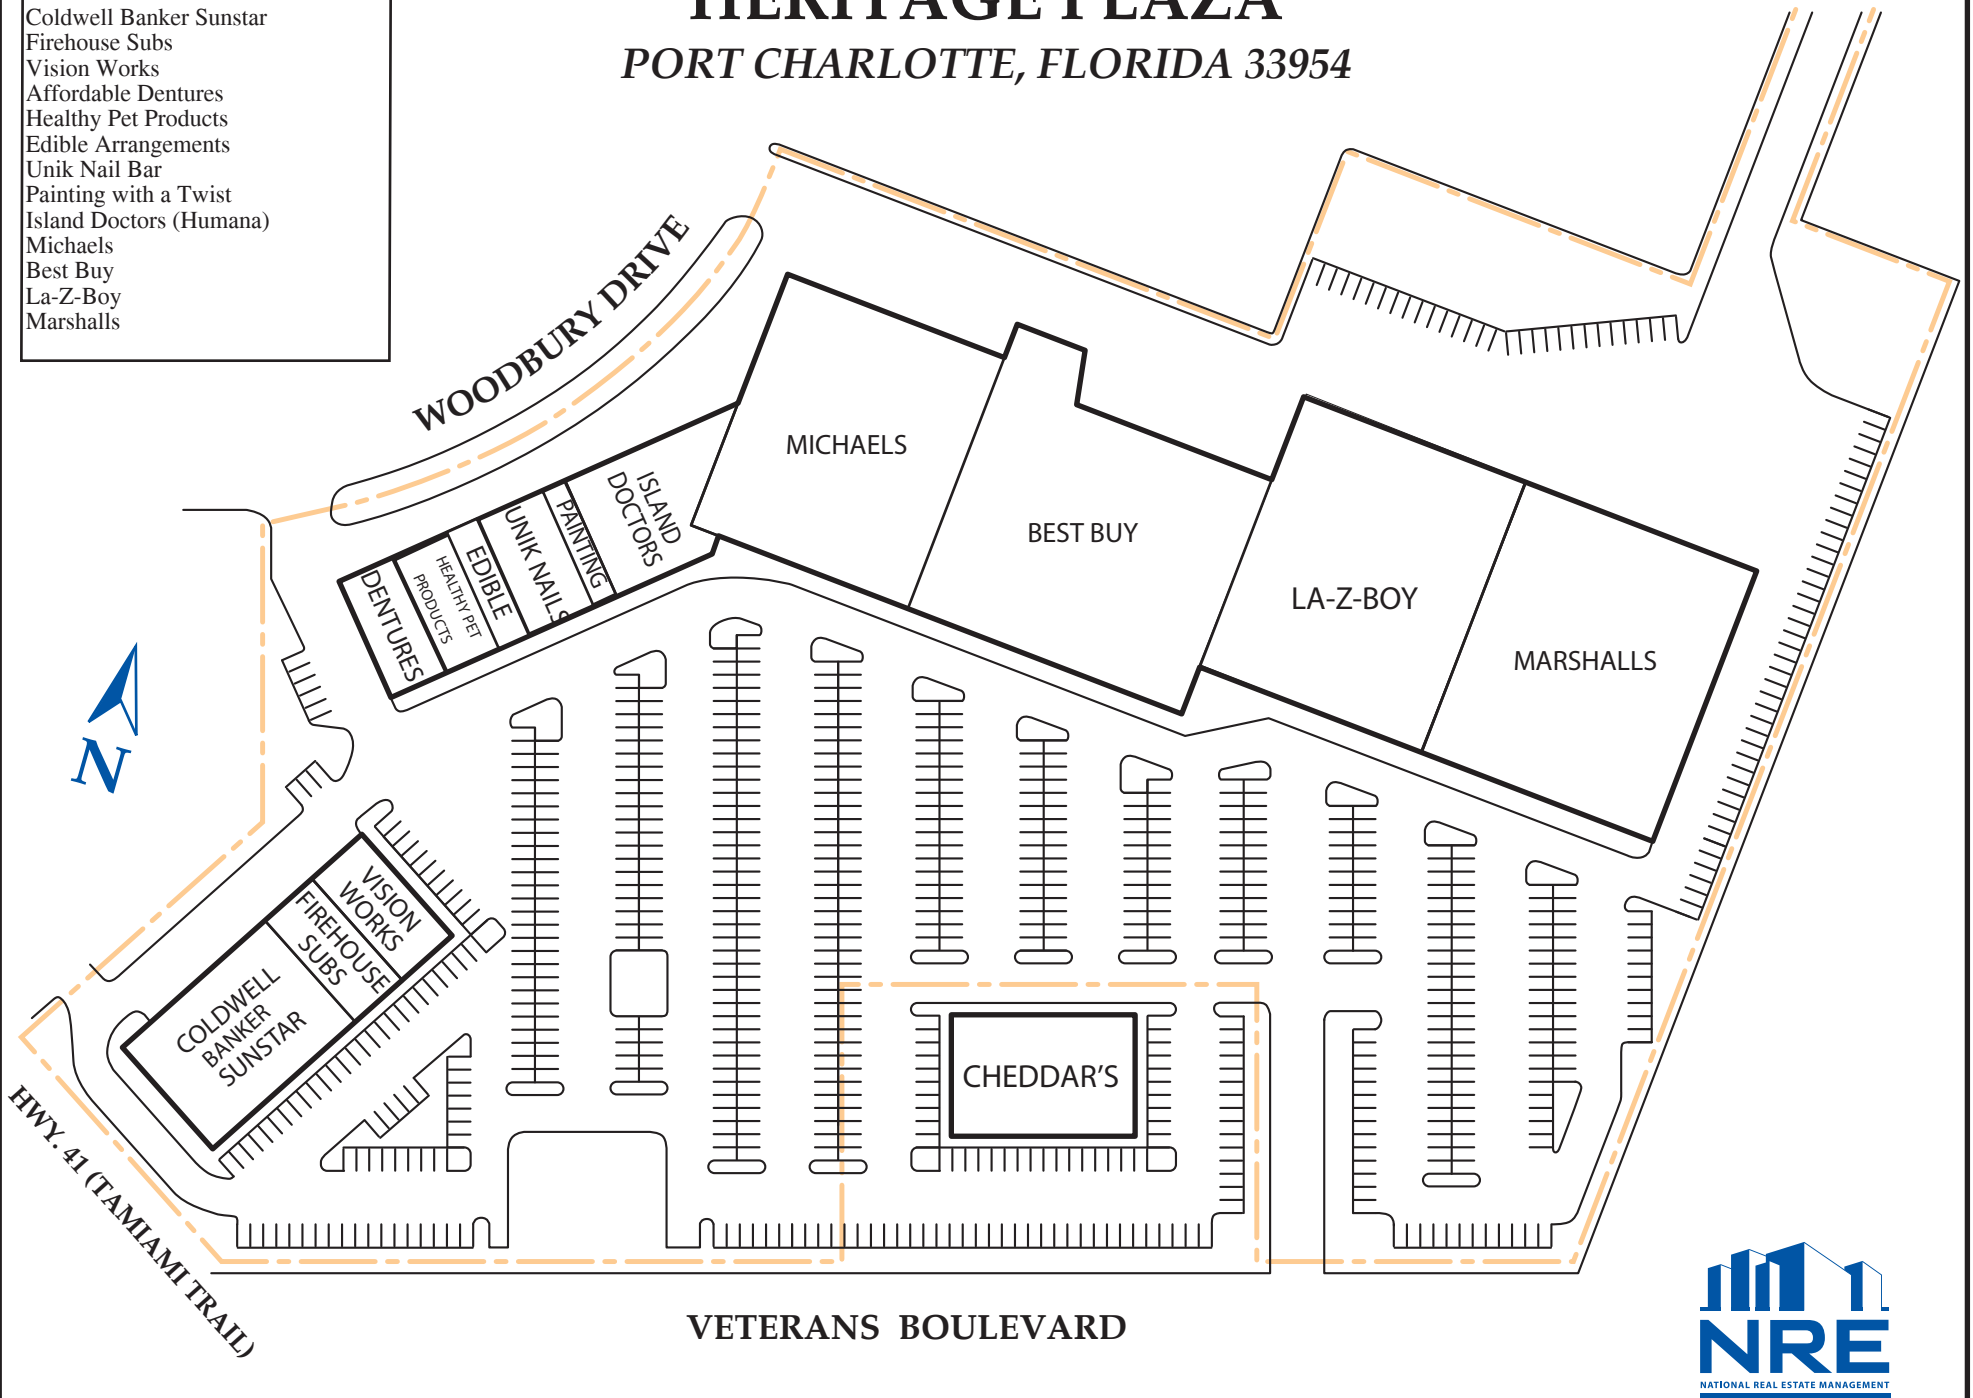 HERITAGE PLAZA
PORT CHARLOTTE, FLORIDA 33954
Coldwell Banker Sunstar
Firehouse Subs
Vision Works
Affordable Dentures
Healthy Pet Products
Edible Arrangements
Unik Nail Bar
Painting with a Twist
Island Doctors (Humana)
Michaels
Best Buy
La-Z-Boy
Marshalls
WOODBURY DRIVE
MICHAELS
BEST BUY
LA-Z-BOY
MARSHALLS
ISLAND
DOCTORS
PAINTING
UNIK NAILS
EDIBLE
HEALTHY PET
PRODUCTS
DENTURES
N
VISION
WORKS
FIREHOUSE
SUBS
COLDWELL
BANKER
SUNSTAR
CHEDDAR'S
HWY. 41 (TAMIAMI TRAIL)
VETERANS BOULEVARD
NRE
NATIONAL REAL ESTATE MANAGEMENT